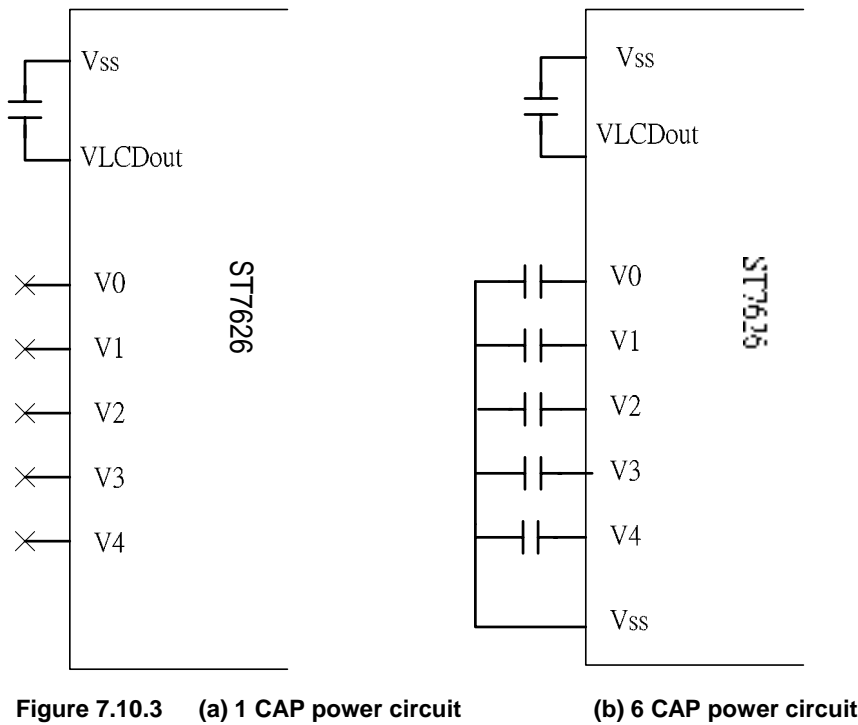 Vss
VLCDout
V0
V1
V2
V3
V4
ST7626
Vss
VLCDout
V0
V1
V2
V3
V4
Vss
ST7626
Figure 7.10.3 (a) 1 CAP power circuit (b) 6 CAP power circuit